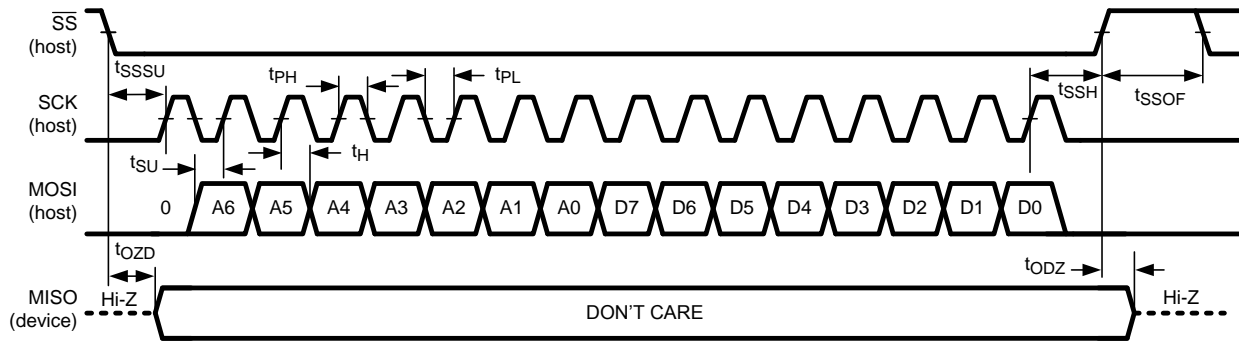 SS
(host)
tSSSU
tPH
tPL
tSSH
tSSOF
SCK
(host)
tSU
tH
MOSI
(host)
0 A6 A5 A4 A3 A2 A1 A0 D7 D6 D5 D4 D3 D2 D1 D0
tOZD
tODZ
MISO
(device)
Hi-Z
DON'T CARE
Hi-Z